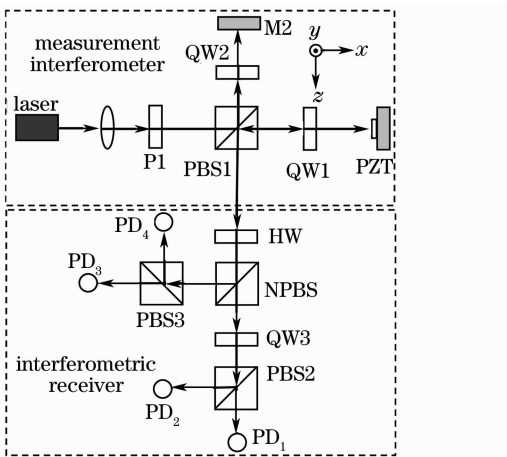 M2
measurement
interferometer
QW2
y
x
z
laser
P1
PBS1
QW1
PZT
PD4
HW
PD3
NPBS
PBS3
QW3
interferometric
receiver
PBS2
PD2
PD1